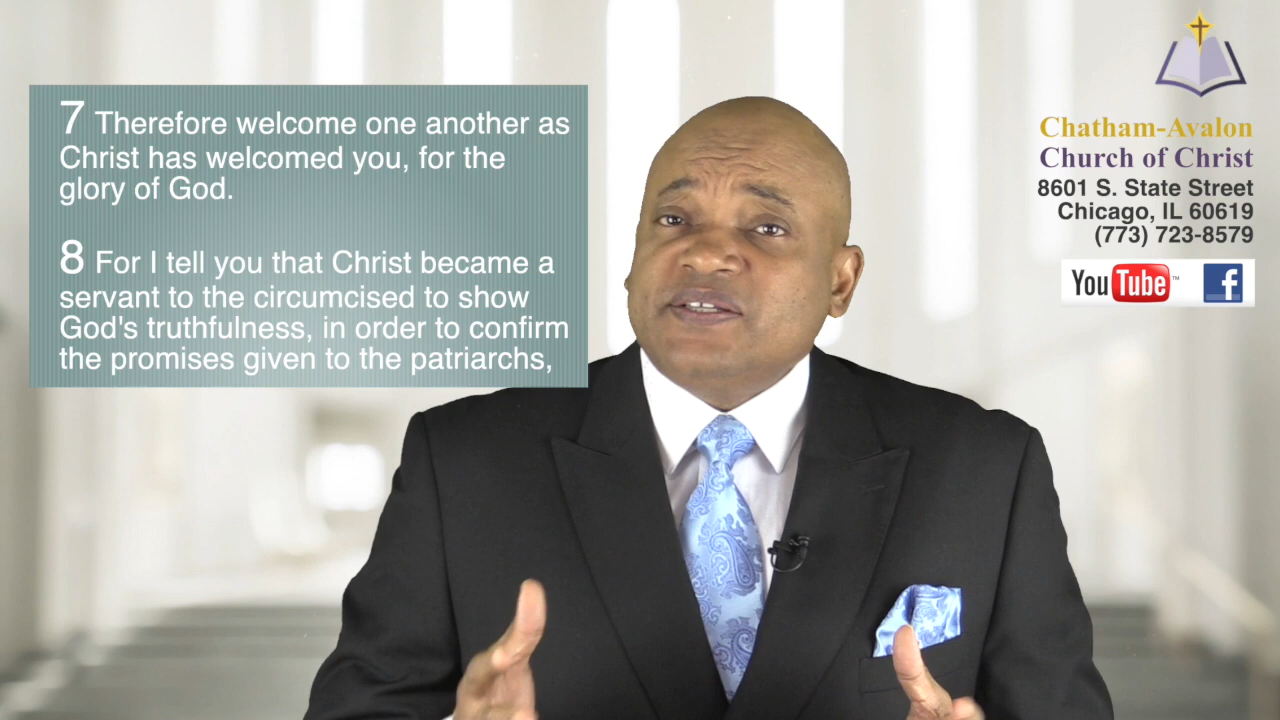 7 Therefore welcome one another as
Christ has welcomed you, for the
glory of God.
8 For I tell you that Christ became a
servant to the circumcised to show
God's truthfulness, in order to confirm
the promises given to the patriarchs,
Chatham-Avalon
Church of Christ
8601 S. State Street
Chicago, IL 60619
(773) 723-8579
YouTube™ f